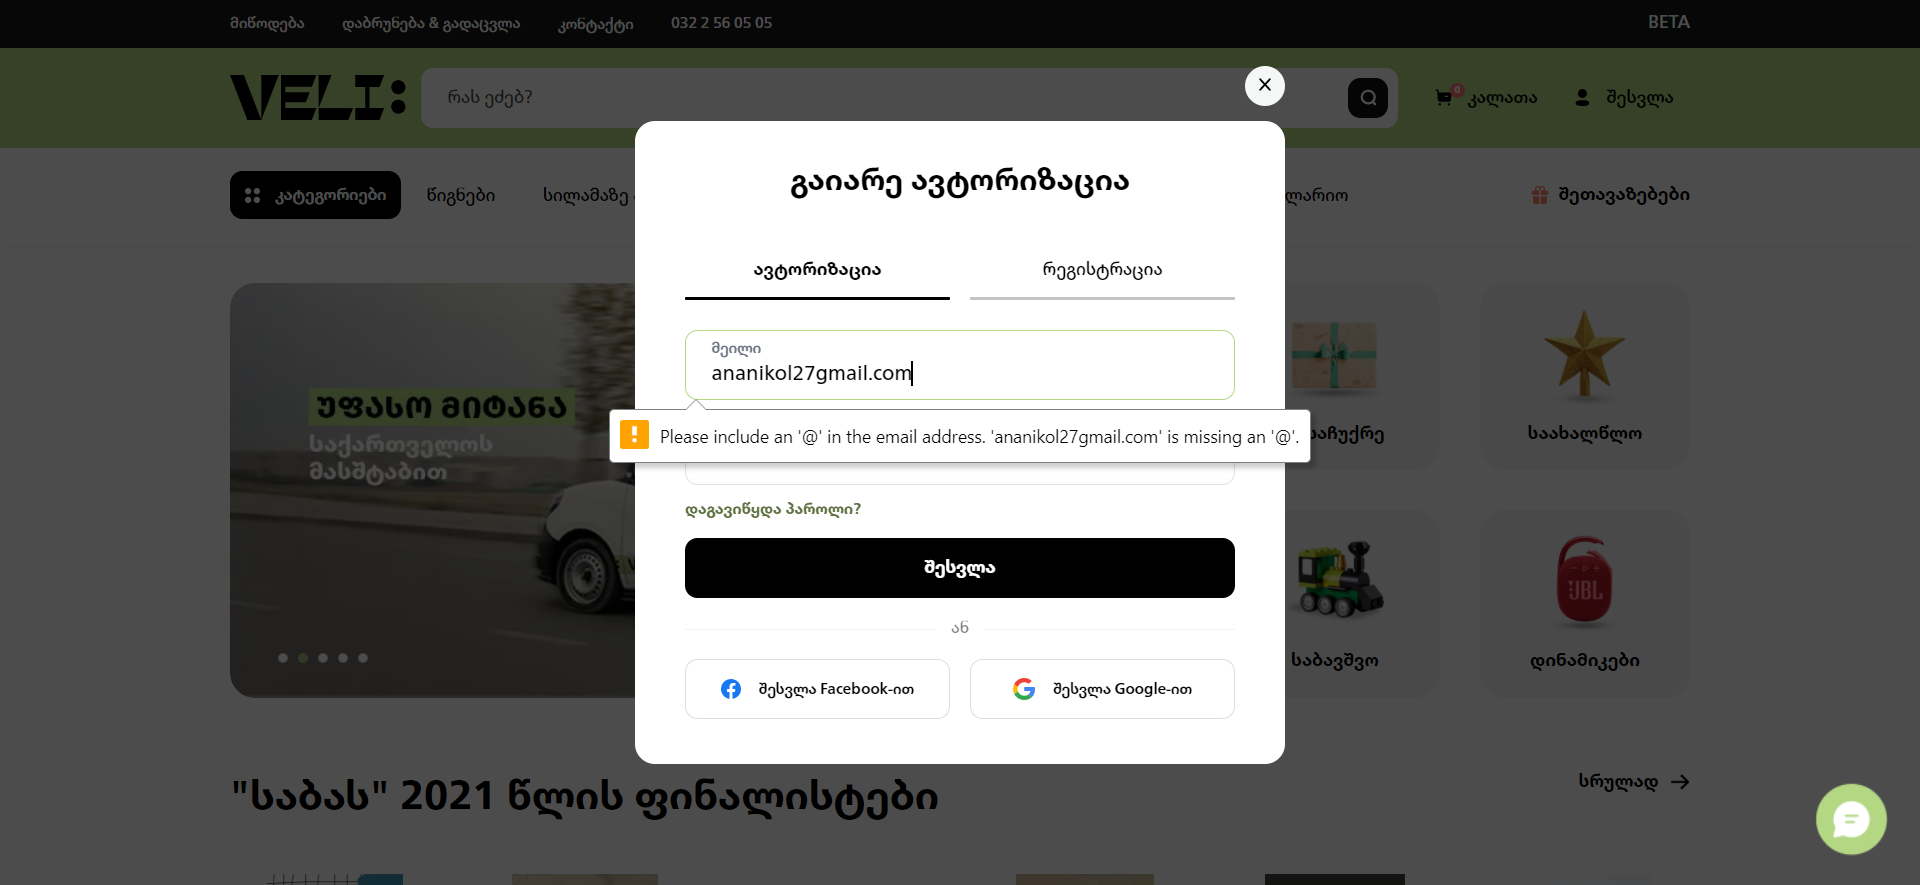 მიწოდება
დაბრუნება & გადაცვლა
კონტაქტი
032 2 56 05 05
BETA
VELI:
რას ეძებ?
0
კალათა
შესვლა
კატეგორიები
წიგნები
სილამაზე
ლარიო
შეთავაზებები
გაიარე ავტორიზაცია
ავტორიზაცია
რეგისტრაცია
მეილი
ananikol27gmail.com
Please include an '@' in the email address. 'ananikol27gmail.com' is missing an '@'.
დაგავიწყდა პაროლი?
შესვლა
ან
შესვლა Facebook-ით
შესვლა Google-ით
უფასო მიტანა
საქართველოს
მასშტაბით
საჩუქრე
საახალწლო
საბავშვო
JBL
დინამიკები
"საბას" 2021 წლის ფინალისტები
სრულად